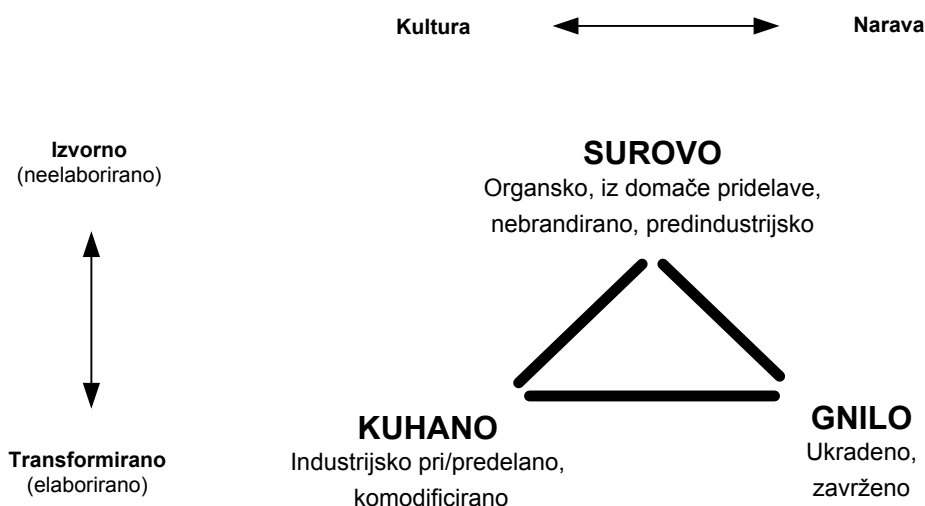 Kultura
Narava
Izvorno
(neelaborirano)
SUROVO
Organsko, iz domače pridelave,
nebrandirano, predindustrijsko
KUHANO
Industrijsko pri/predelano,
komodificirano
GNILO
Ukradeno,
zavrženo
Transformirano
(elaborirano)